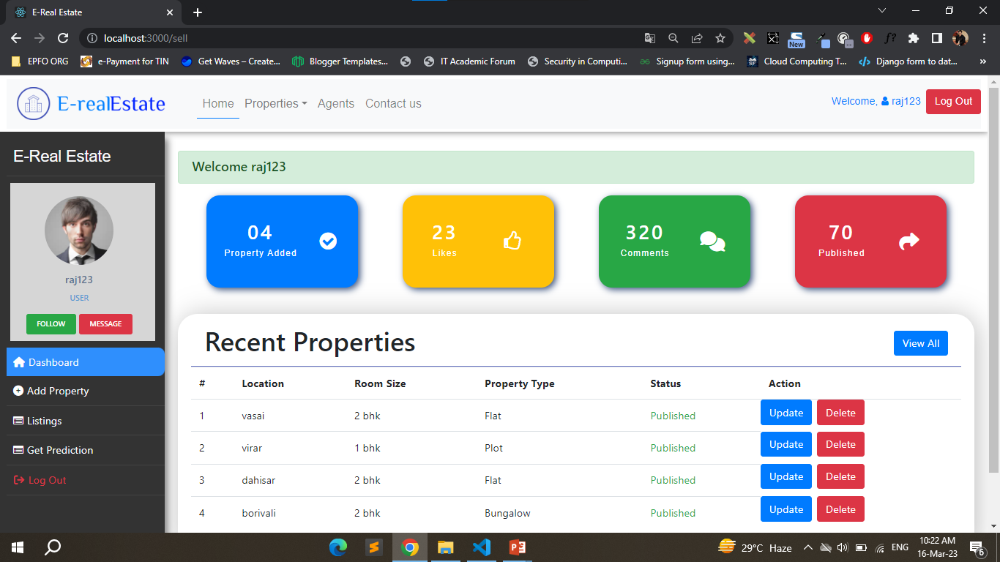 E-Real Estate
localhost:3000/sell
New
EPFO ORG
e-Payment for TIN
Get Waves – Create...
Blogger Templates...
IT Academic Forum
Security in Computi...
Signup form using...
Cloud Computing T...
Django form to dat...
»
E-realEstate
Home
Properties
Agents
Contact us
Welcome, raj123
Log Out
E-Real Estate
raj123
USER
FOLLOW
MESSAGE
Dashboard
Add Property
Listings
Get Prediction
Log Out
Welcome raj123
04
Property Added
23
Likes
320
Comments
70
Published
Recent Properties
View All
# Location Room Size Property Type Status Action
1 vasai 2 bhk Flat Published Update Delete
2 virar 1 bhk Plot Published Update Delete
3 dahisar 2 bhk Flat Published Update Delete
4 borivali 2 bhk Bungalow Published Update Delete
29°C Haze
ENG
10:22 AM
16-Mar-23
6